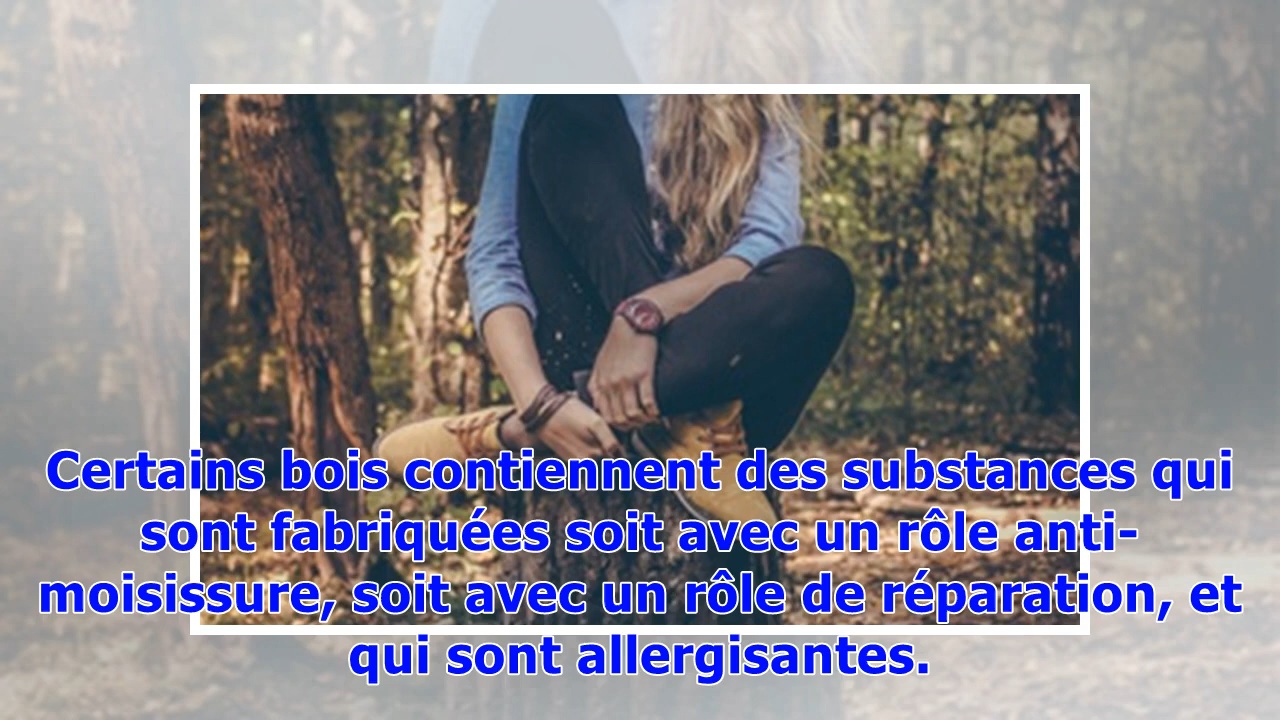 Certains bois contiennent des substances qui
sont fabriquées soit avec un rôle anti-
moisissure, soit avec un rôle de réparation, et
qui sont allergisantes.